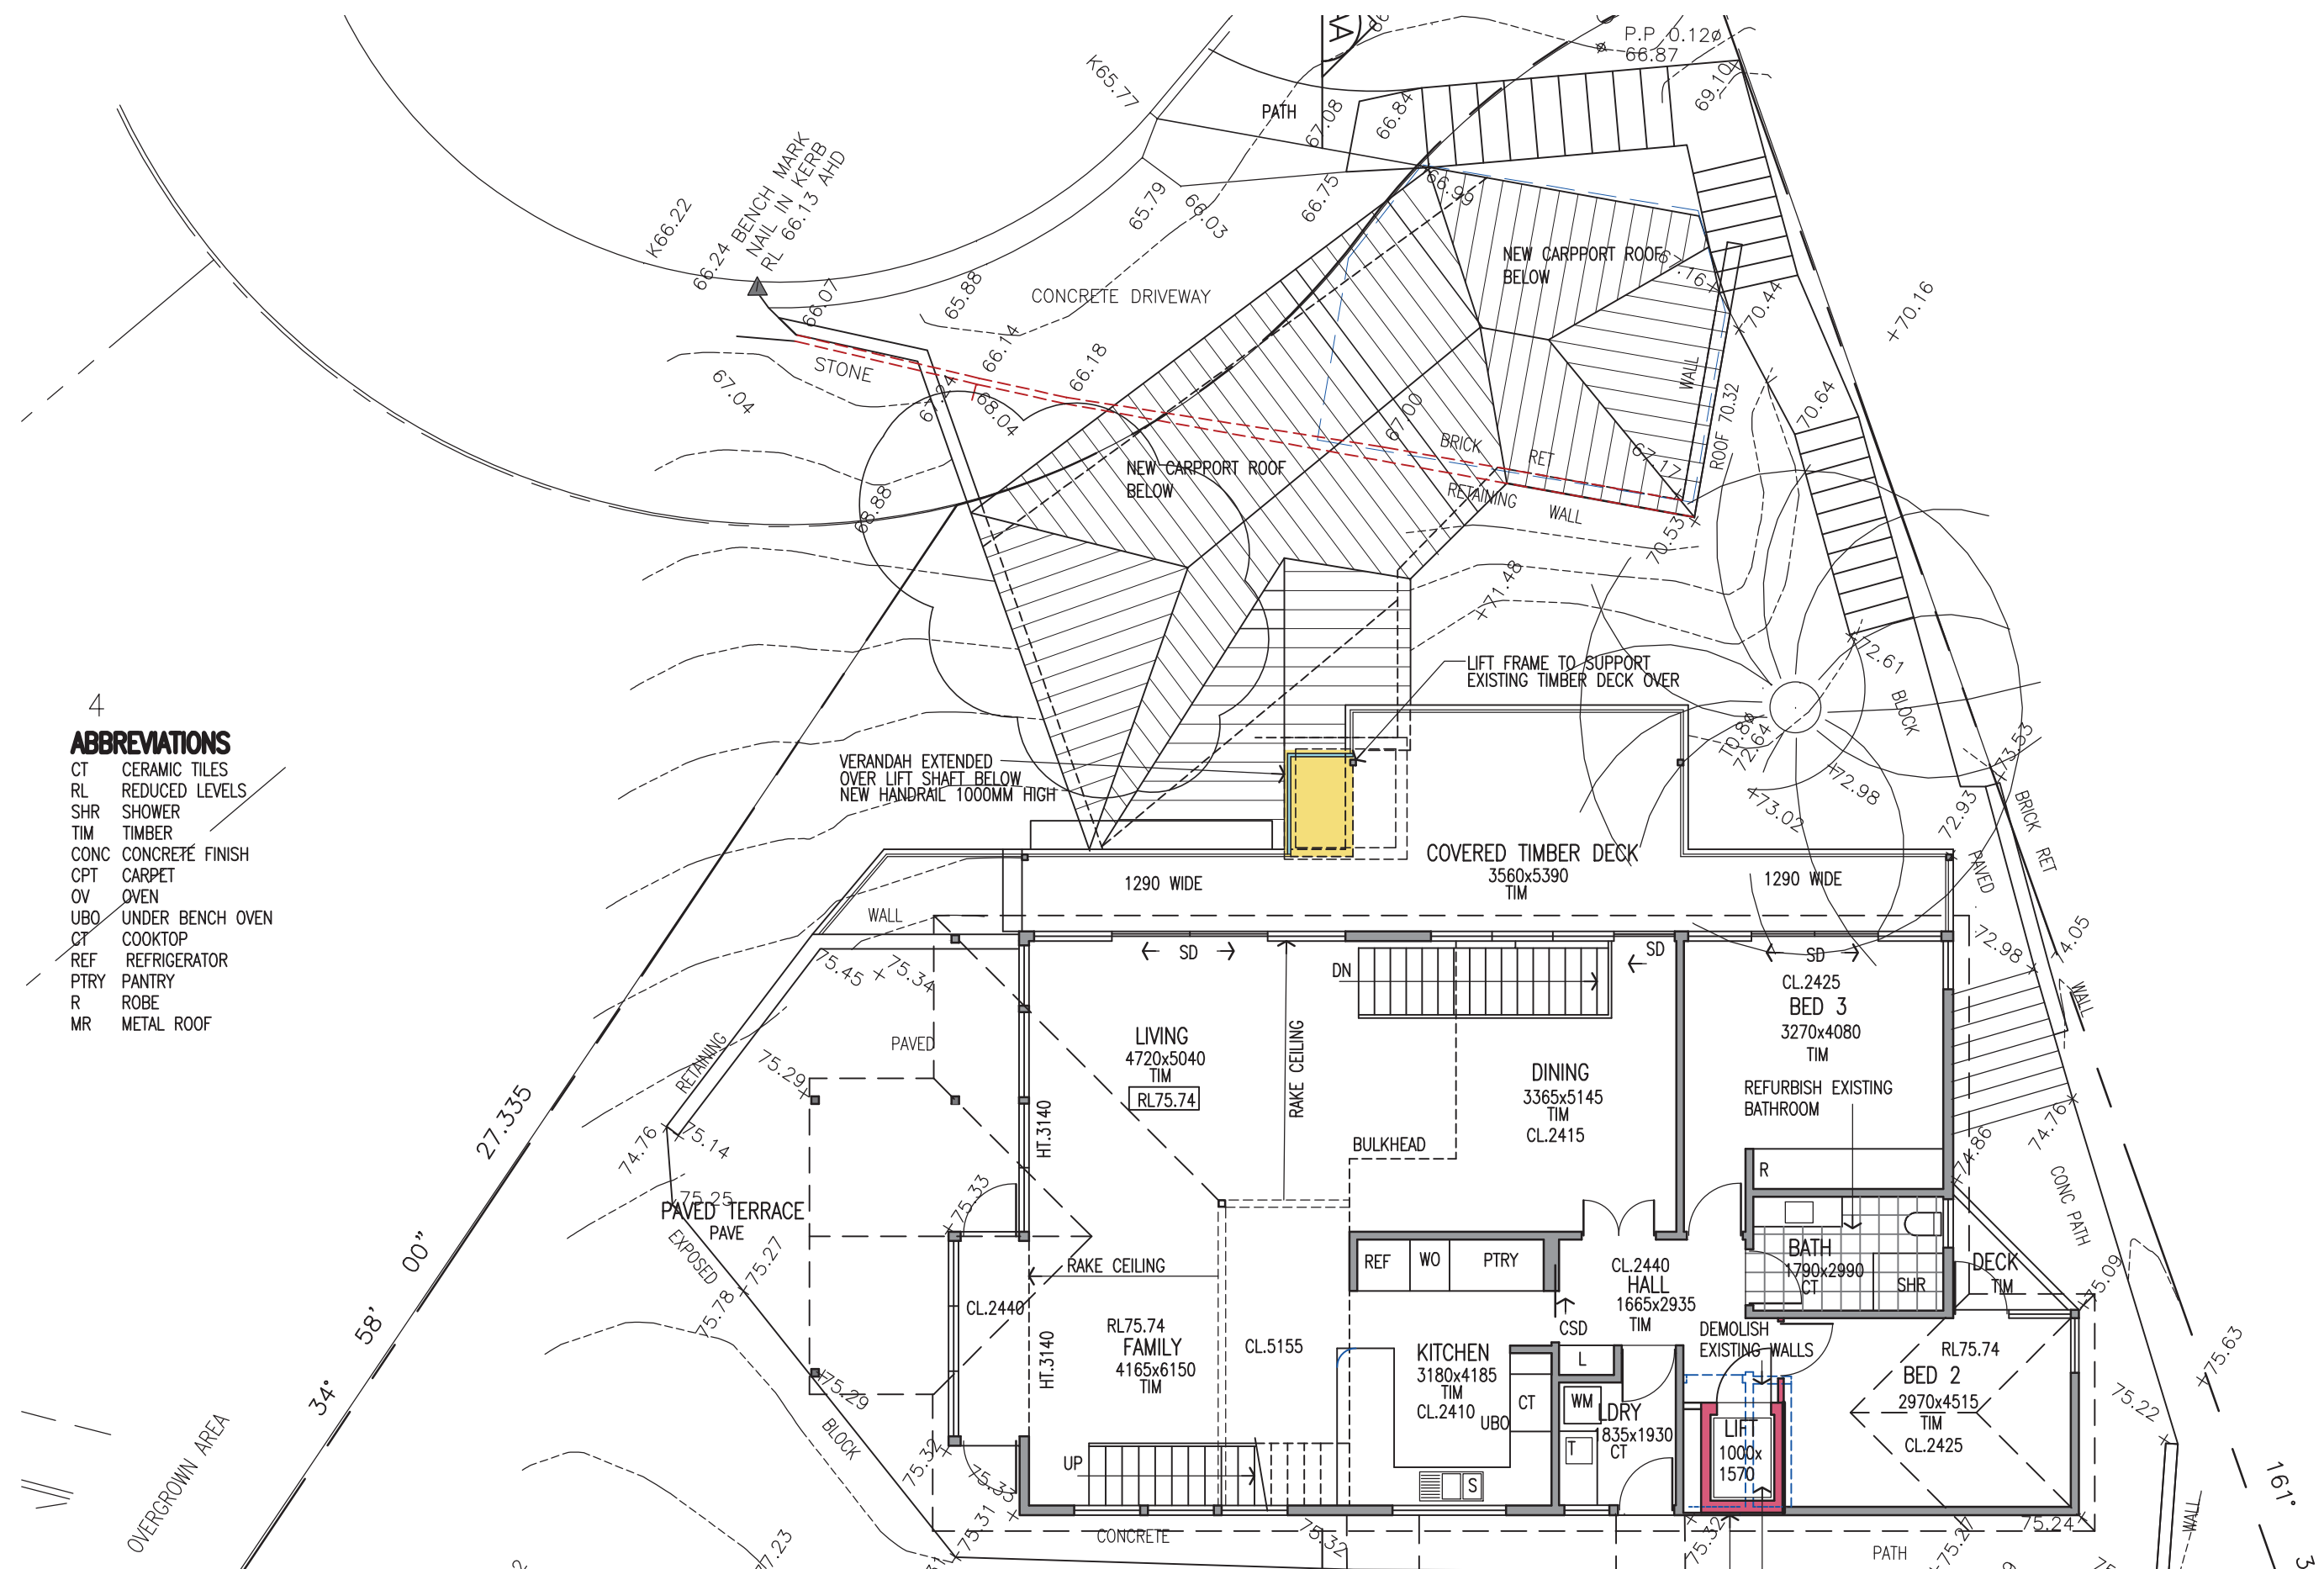 P.P 0.12ø
66.87
K65.77
69.10
PATH
67.08
66.84
66.24 BENCH MARK
NAIL IN KERB
RL 66.13 AHD
K66.22
65.79
66.03
66.75
66.99
NEW CARPPORT ROOF
BELOW
67.16
70.44
+70.16
66.07
65.88
CONCRETE DRIVEWAY
66.14
66.18
STONE
67.04
67.24
68.04
67.00
WALL
ROOF 70.32
70.64
BRICK
RET
67.17
NEW CARPPORT ROOF
BELOW
RETAINING
WALL
68.88
70.53
+71.48
+72.61
BLOCK
LIFT FRAME TO SUPPORT
EXISTING TIMBER DECK OVER
4
ABBREVIATIONS
CT CERAMIC TILES
RL REDUCED LEVELS
SHR SHOWER
TIM TIMBER
CONC CONCRETE FINISH
CPT CARPET
OV OVEN
UBO UNDER BENCH OVEN
CT COOKTOP
REF REFRIGERATOR
PTRY PANTRY
R ROBE
MR METAL ROOF
VERANDAH EXTENDED
OVER LIFT SHAFT BELOW
NEW HANDRAIL 1000MM HIGH
72.64
+72.98
+73.02
73.53
72.93
BRICK
RET
COVERED TIMBER DECK
3560x5390
TIM
1290 WIDE
1290 WIDE
PAVED
WALL
75.45
+
75.34
SD
DN
SD
SD
72.98
74.05
WALL
CL.2425
BED 3
3270x4080
TIM
PAVED
RETAINING
LIVING
4720x5040
TIM
RL75.74
RAKE CEILING
DINING
3365x5145
TIM
CL.2415
REFURBISH EXISTING
BATHROOM
75.29
HT.3140
BULKHEAD
27.335
74.76
75.14
R
74.86
74.76
CONC PATH
+75.25
75.33
PAVED TERRACE
PAVE
EXPOSED
75.27
75.78
RAKE CEILING
REF
WO
PTRY
CL.2440
HALL
1665x2935
TIM
BATH
1790x2990
CT
SHR
DECK
TIM
75.09
00"
58'
34°
CL.2440
RL75.74
FAMILY
4165x6150
TIM
CL.5155
HT.3140
KITCHEN
3180x4185
TIM
CL.2410
UBO
CT
CSD
L
WM
LDRY
1835x1930
CT
T
DEMOLISH
EXISTING WALLS
RL75.74
BED 2
2970x4515
TIM
CL.2425
+75.63
75.22
LIFT
1000x
1570
+75.29
BLOCK
75.32
75.33
UP
S
OVERGROWN AREA
+75.31
CONCRETE
75.32
75.32
PATH
+75.27
75.24
WALL
161°